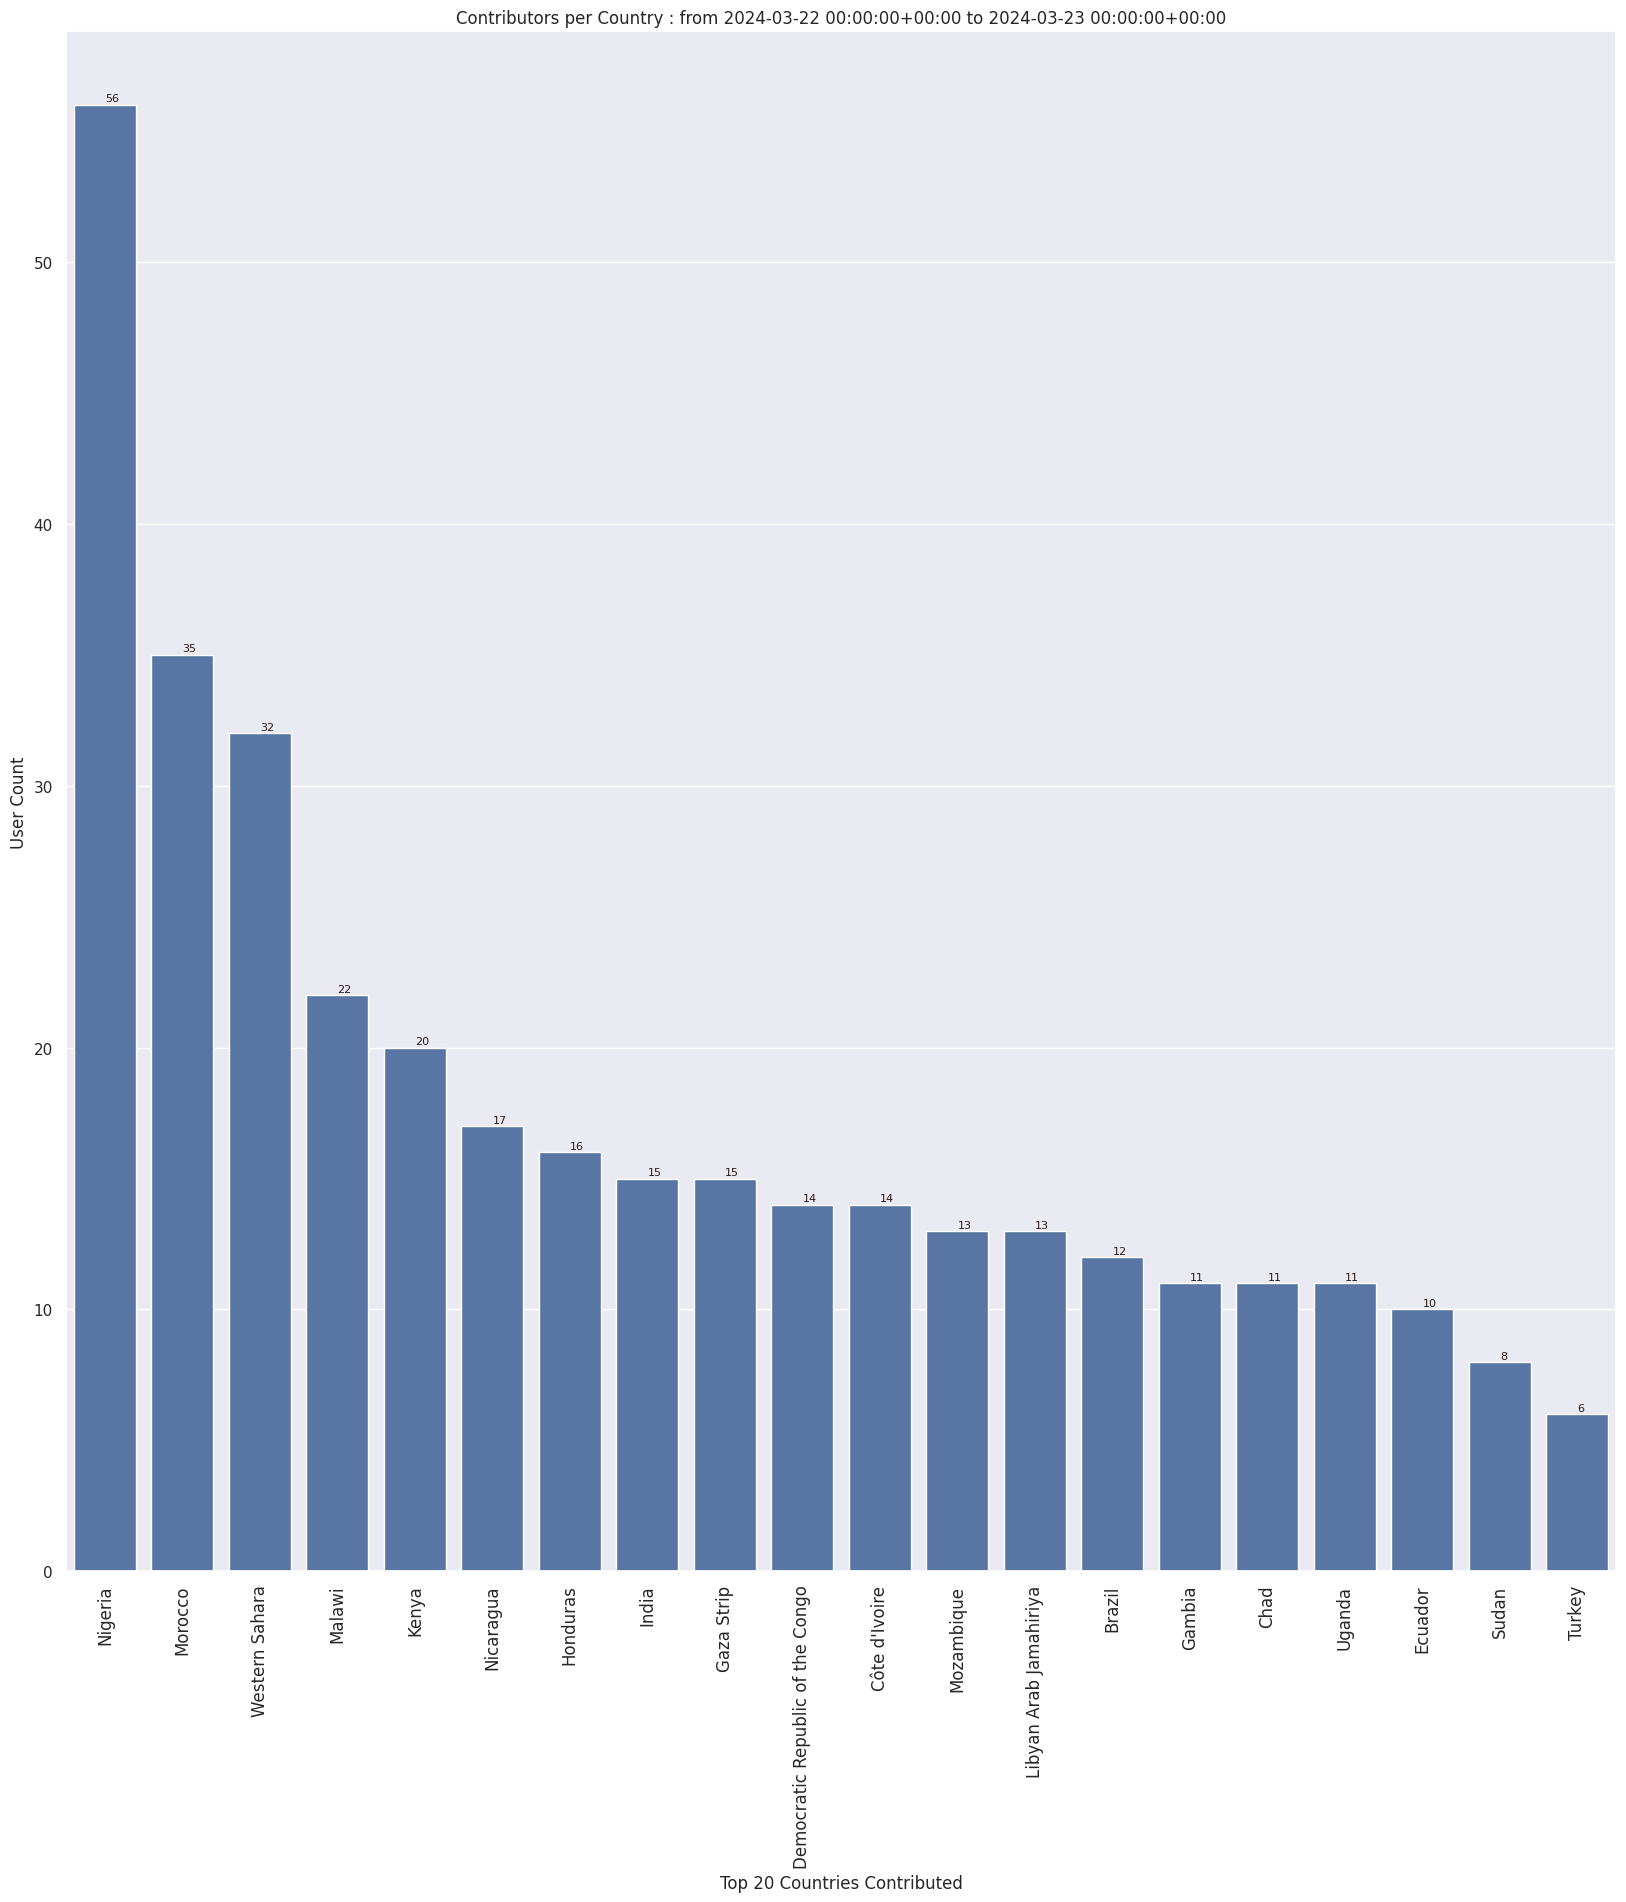 Contributors per Country : from 2024-03-22 00:00:00+00:00 to 2024-03-23 00:00:00+00:00
User Count
50
40
30
20
10
0
56
35
32
22
20
17
16
15
15
14
14
13
13
12
11
11
11
10
8
6
Nigeria
Morocco
Western Sahara
Malawi
Kenya
Nicaragua
Honduras
India
Gaza Strip
Democratic Republic of the Congo
Côte d'Ivoire
Mozambique
Libyan Arab Jamahiriya
Brazil
Gambia
Chad
Uganda
Ecuador
Sudan
Turkey
Top 20 Countries Contributed